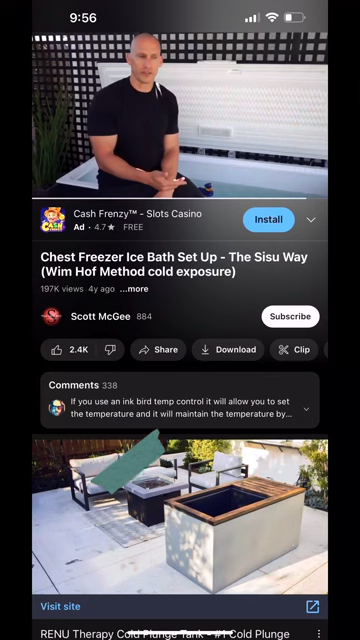 9:56
Cash Frenzy™ - Slots Casino
Ad · 4.7★ FREE
Install
Chest Freezer Ice Bath Set Up - The Sisu Way
(Wim Hof Method cold exposure)
197K views 4y ago ...more
Scott McGee 884
Subscribe
2.4K
Share
Download
Clip
Comments 338
If you use an ink bird temp control it will allow you to set
the temperature and it will maintain the temperature by...
Visit site
RENU Therapy Cold Plunge Tank - #1 Cold Plunge